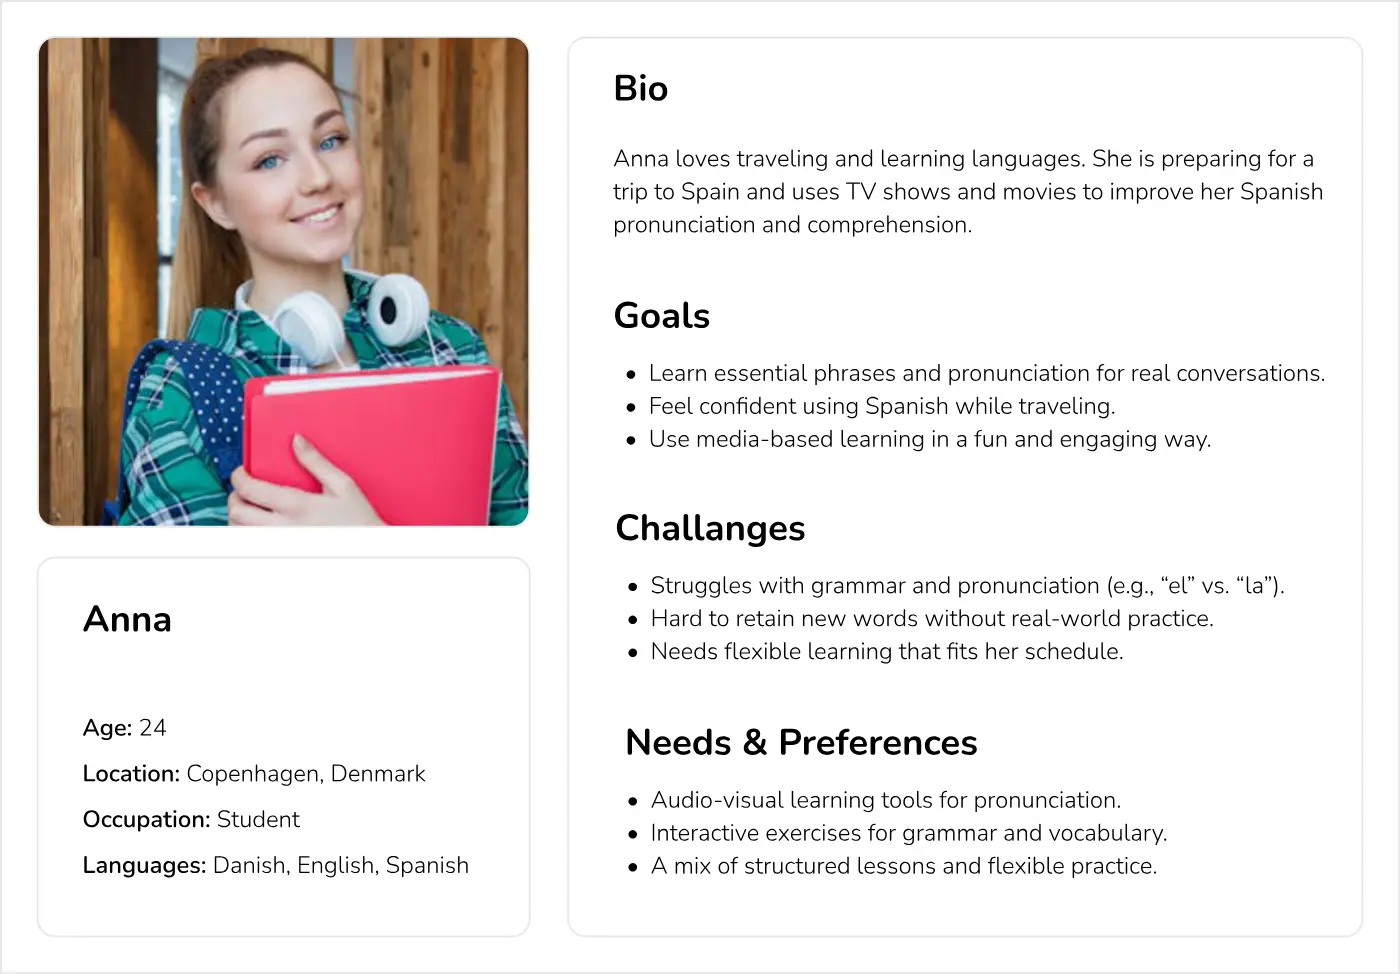 Anna
Age: 24
Location: Copenhagen, Denmark
Occupation: Student
Languages: Danish, English, Spanish
Bio
Anna loves traveling and learning languages. She is preparing for a
trip to Spain and uses TV shows and movies to improve her Spanish
pronunciation and comprehension.
Goals
• Learn essential phrases and pronunciation for real conversations.
• Feel confident using Spanish while traveling.
• Use media-based learning in a fun and engaging way.
Challanges
• Struggles with grammar and pronunciation (e.g., “el” vs. “la”).
• Hard to retain new words without real-world practice.
• Needs flexible learning that fits her schedule.
Needs & Preferences
• Audio-visual learning tools for pronunciation.
• Interactive exercises for grammar and vocabulary.
• A mix of structured lessons and flexible practice.